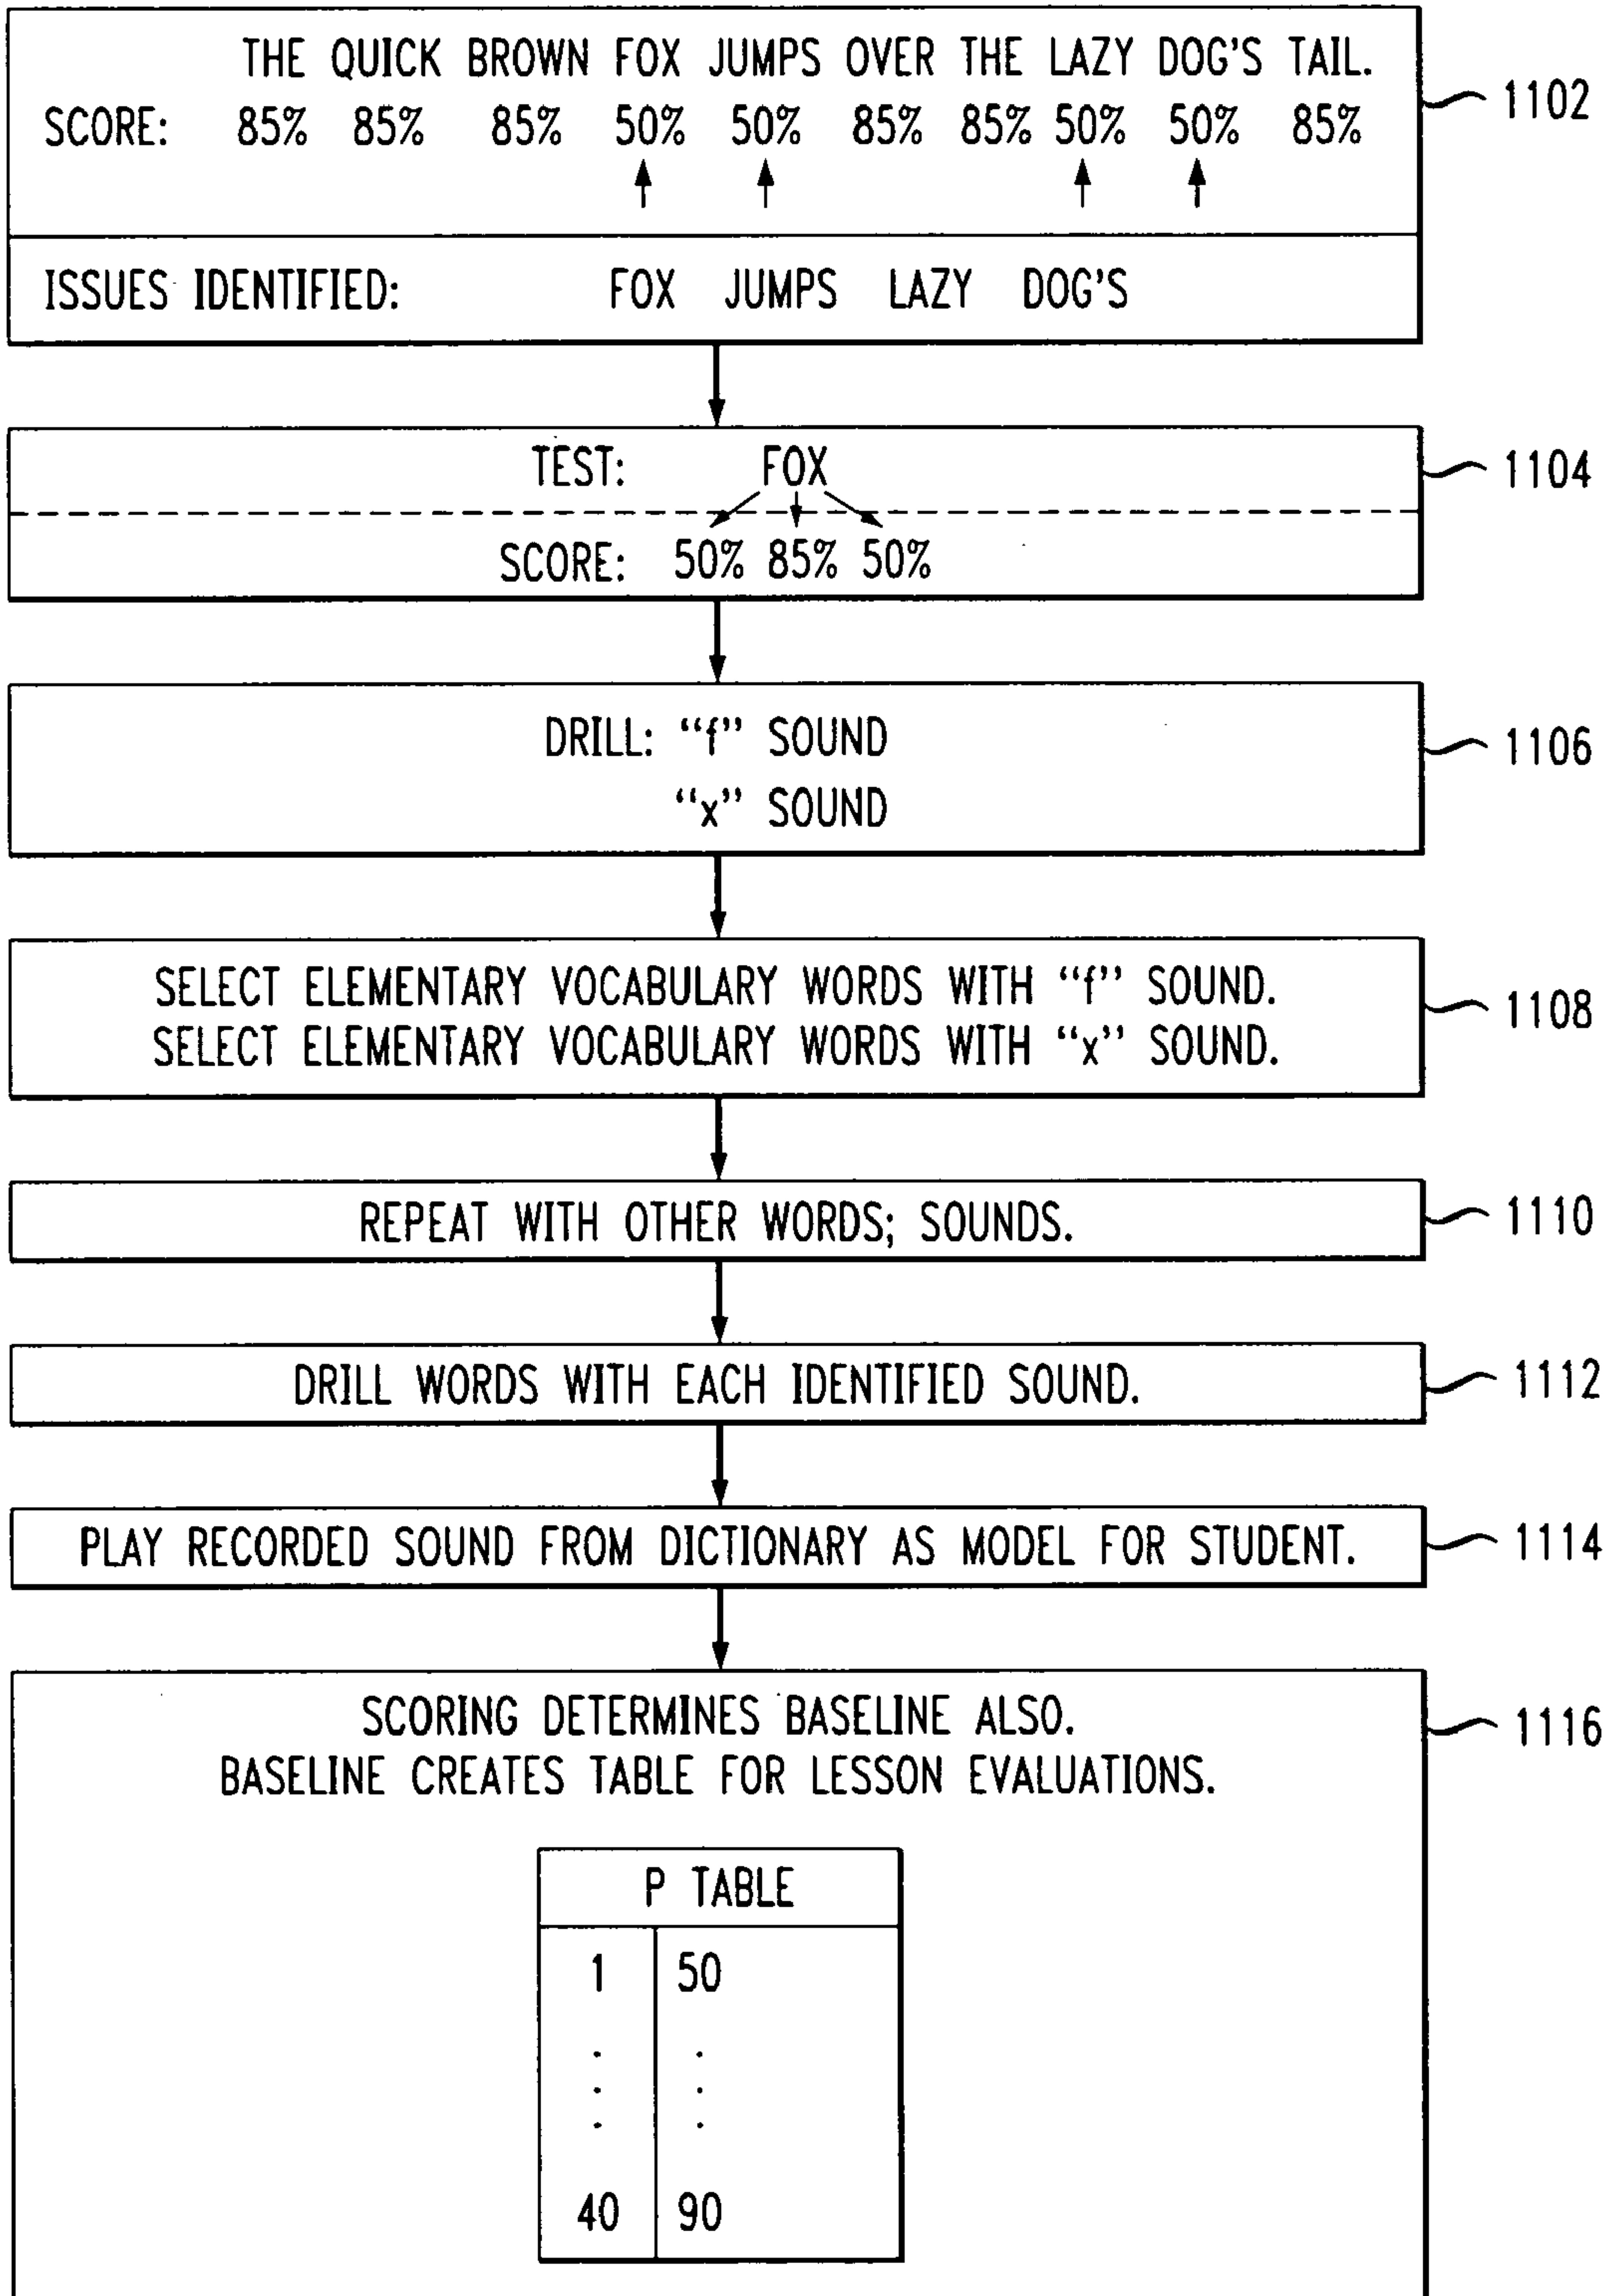 THE QUICK BROWN FOX JUMPS OVER THE LAZY DOG'S TAIL.
SCORE: 85% 85% 85% 50% 50% 85% 85% 50% 50% 85%
1102
ISSUES IDENTIFIED: FOX JUMPS LAZY DOG'S
TEST: FOX
1104
SCORE: 50% 85% 50%
DRILL: “f” SOUND
“x” SOUND
1106
SELECT ELEMENTARY VOCABULARY WORDS WITH “f” SOUND.
SELECT ELEMENTARY VOCABULARY WORDS WITH “x” SOUND.
1108
REPEAT WITH OTHER WORDS; SOUNDS.
1110
DRILL WORDS WITH EACH IDENTIFIED SOUND.
1112
PLAY RECORDED SOUND FROM DICTIONARY AS MODEL FOR STUDENT.
1114
SCORING DETERMINES BASELINE ALSO.
1116
BASELINE CREATES TABLE FOR LESSON EVALUATIONS.
P TABLE
1 50
. .
. .
. .
40 90